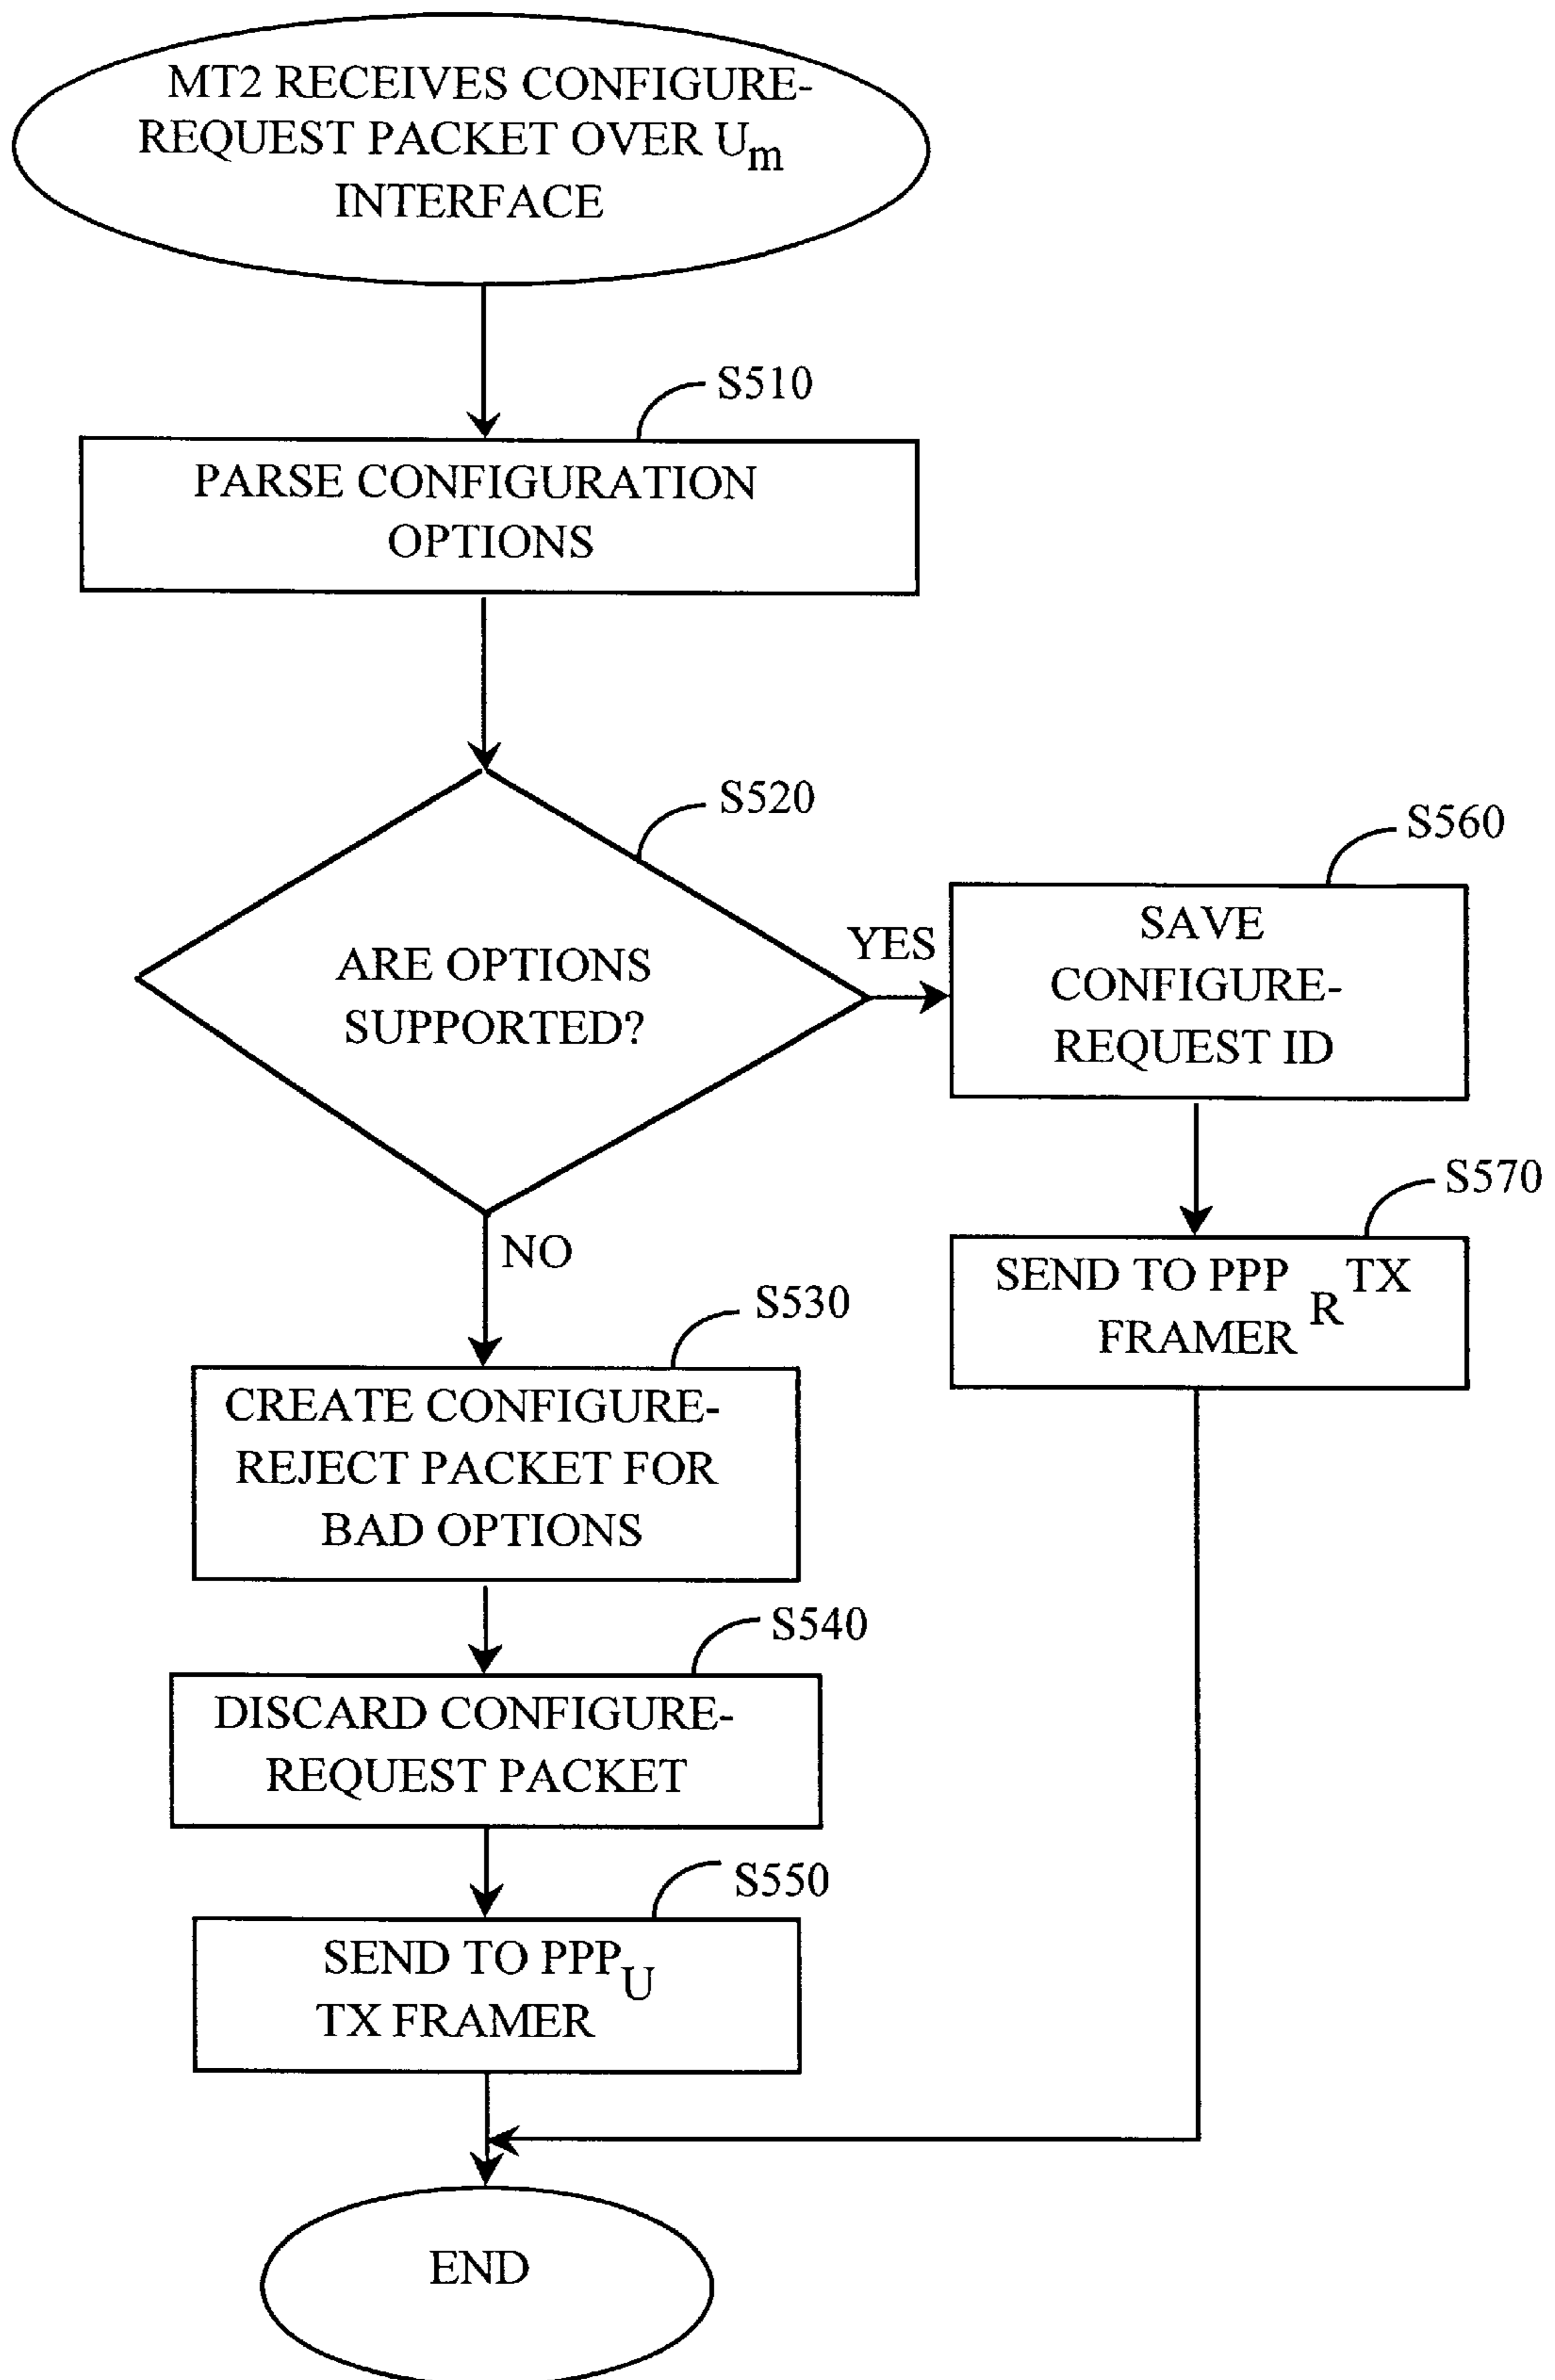 MT2 RECEIVES CONFIGURE-
REQUEST PACKET OVER Um
INTERFACE
S510
PARSE CONFIGURATION
OPTIONS
S520
ARE OPTIONS
SUPPORTED?
YES
S560
SAVE
CONFIGURE-
REQUEST ID
NO
S570
SEND TO PPP R TX
FRAMER
S530
CREATE CONFIGURE-
REJECT PACKET FOR
BAD OPTIONS
S540
DISCARD CONFIGURE-
REQUEST PACKET
S550
SEND TO PPPU
TX FRAMER
END